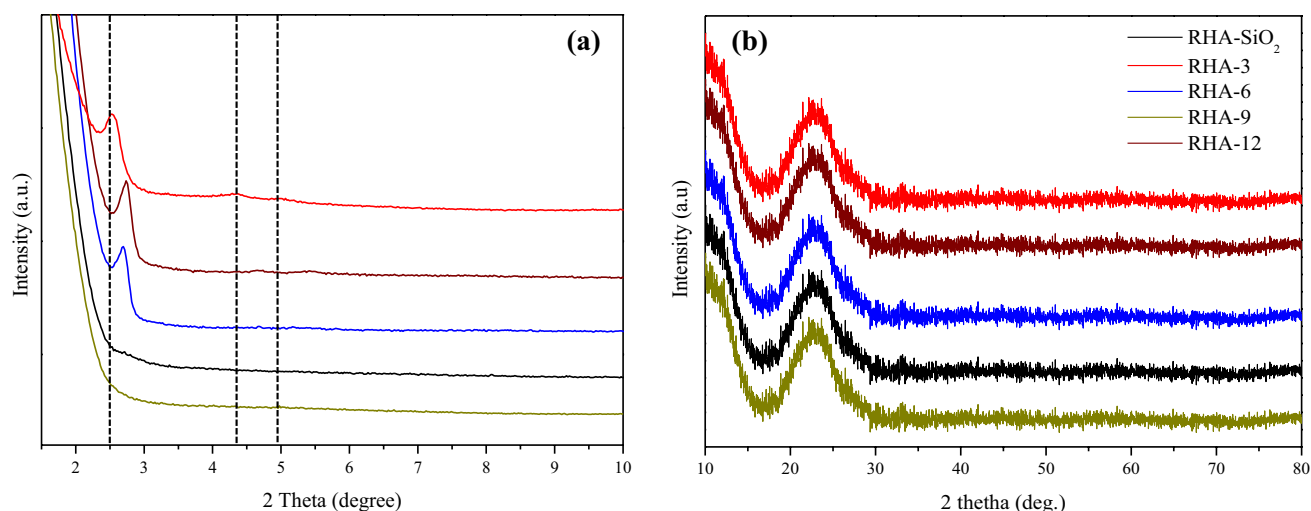 (a)
Intensity (a.u.)
2 3 4 5 6 7 8 9 10
2 Theta (degree)
(b)
RHA-SiO₂
RHA-3
RHA-6
RHA-9
RHA-12
Intensity (a.u)
10 20 30 40 50 60 70 80
2 thetha (deg.)